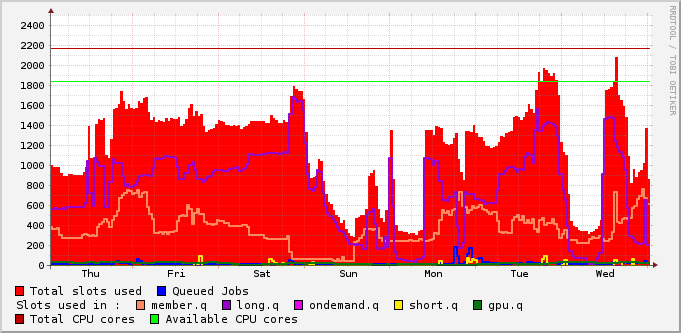 RRDTOOL / TOBI OETIKER
2400
2200
2000
1800
1600
1400
1200
1000
800
600
400
200
0
Thu Fri Sat Sun Mon Tue Wed
Total slots used Queued Jobs
Slots used in : member.q long.q ondemand.q short.q gpu.q
Total CPU cores Available CPU cores